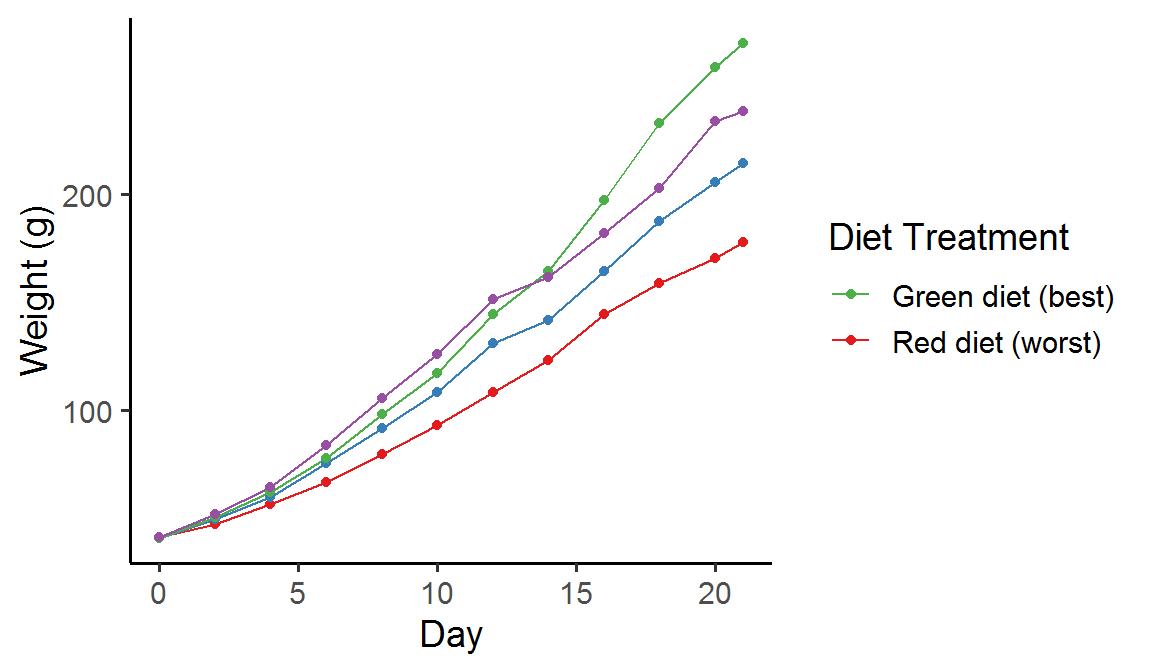 Weight (g)
200
100
0 5 10 15 20
Day
Diet Treatment
Green diet (best)
Red diet (worst)